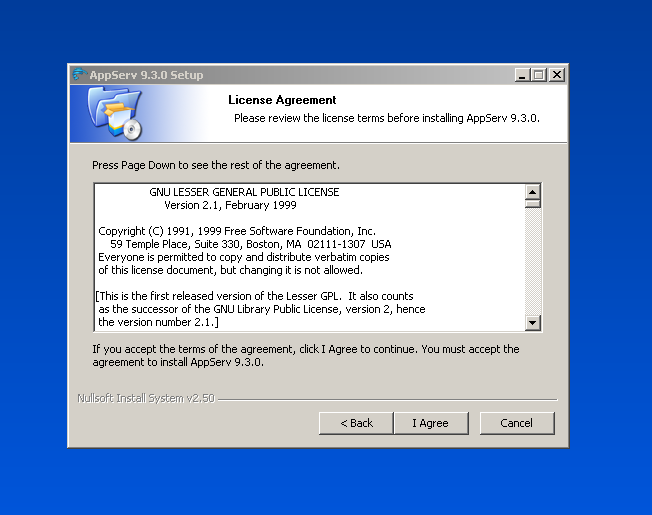 AppServ 9.3.0 Setup
License Agreement
Please review the license terms before installing AppServ 9.3.0.
Press Page Down to see the rest of the agreement.
GNU LESSER GENERAL PUBLIC LICENSE
Version 2.1, February 1999
Copyright (C) 1991, 1999 Free Software Foundation, Inc.
59 Temple Place, Suite 330, Boston, MA  02111-1307  USA
Everyone is permitted to copy and distribute verbatim copies
of this license document, but changing it is not allowed.
[This is the first released version of the Lesser GPL.  It also counts
as the successor of the GNU Library Public License, version 2, hence
the version number 2.1.]
If you accept the terms of the agreement, click I Agree to continue. You must accept the
agreement to install AppServ 9.3.0.
Nullsoft Install System v2.50
< Back
I Agree
Cancel